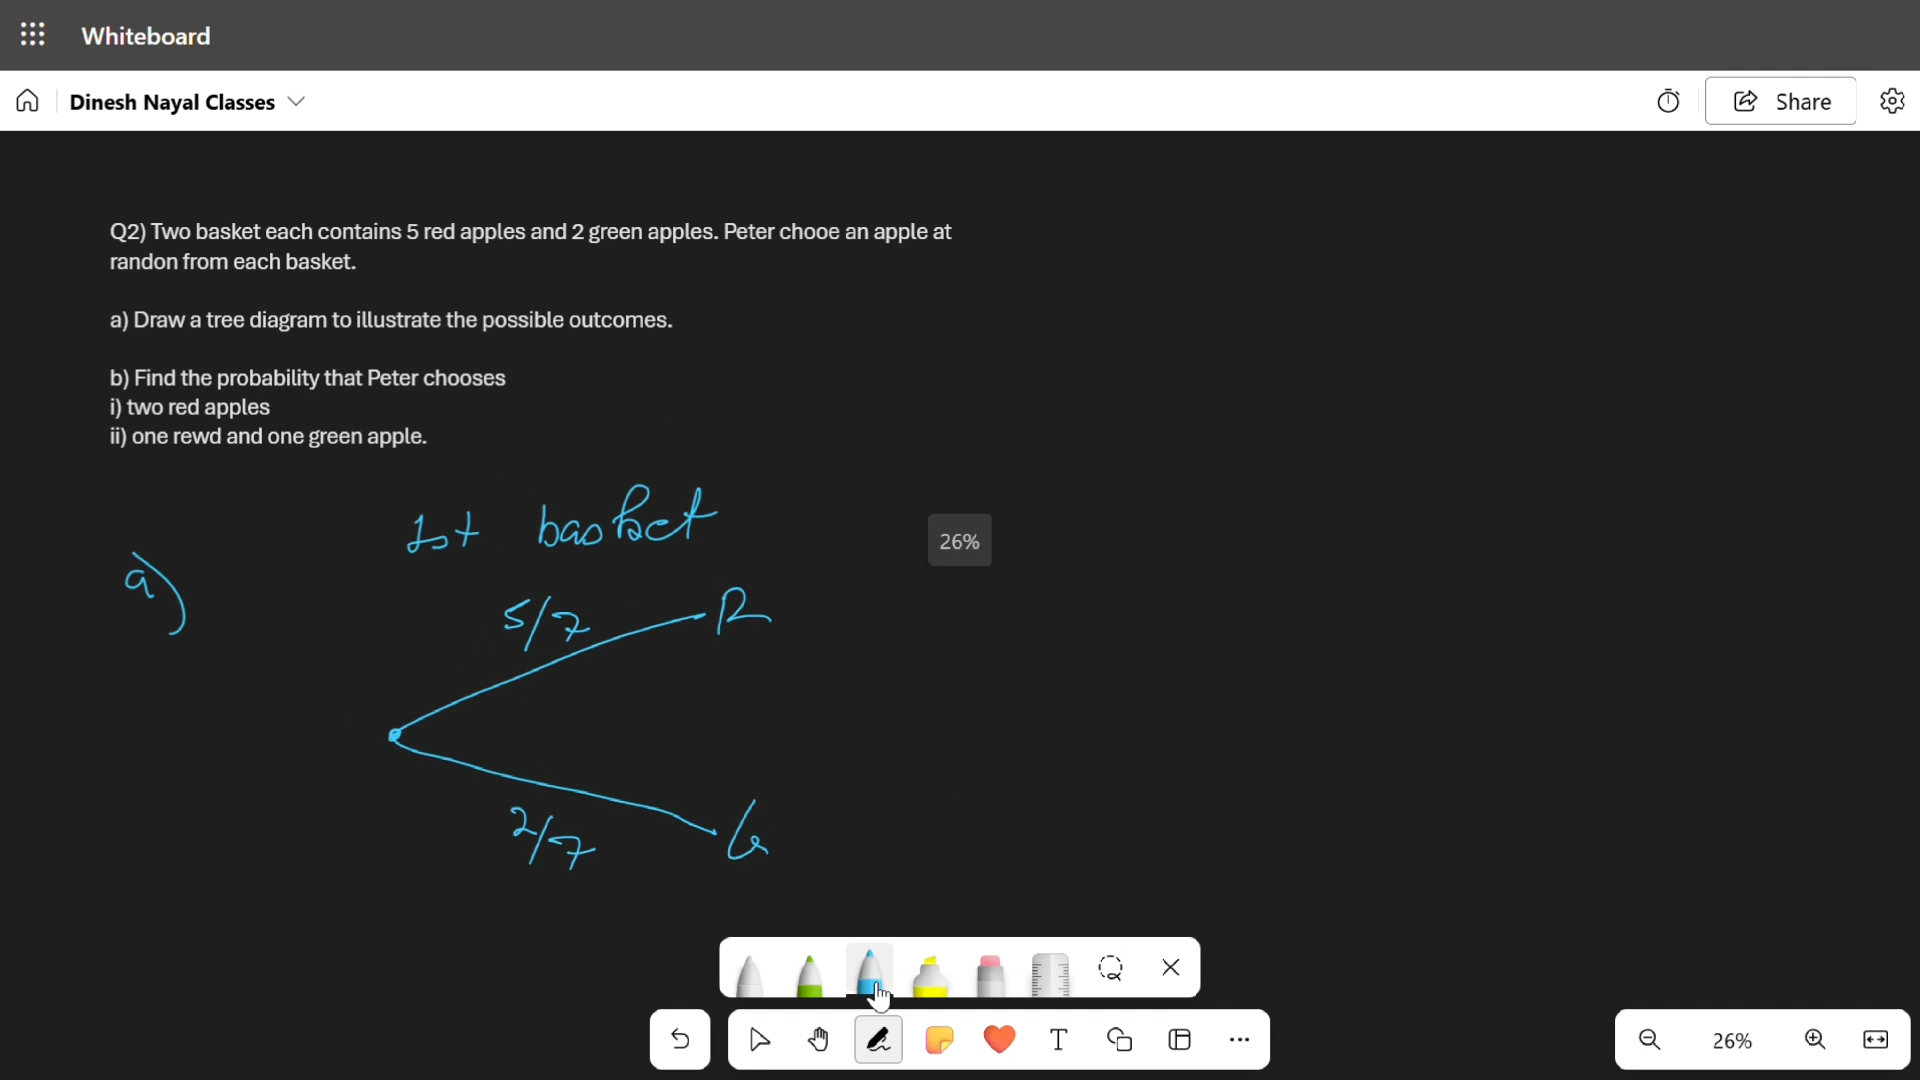 Whiteboard
Dinesh Nayal Classes
Share
Q2) Two basket each contains 5 red apples and 2 green apples. Peter chooe an apple at
randon from each basket.
a) Draw a tree diagram to illustrate the possible outcomes.
b) Find the probability that Peter chooses
i) two red apples
ii) one rewd and one green apple.
1st basket
26%
a)
5/7
R
2/7
G
26%